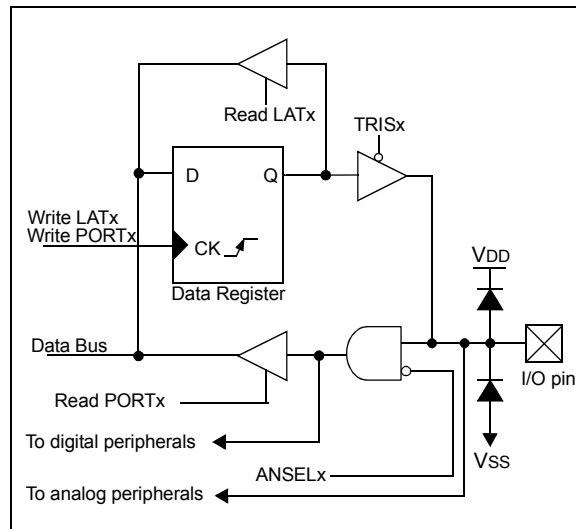 Read LATx
TRISx
D Q
Write LATx
Write PORTx
CK
Data Register
VDD
Data Bus
I/O pin
Read PORTx
To digital peripherals
VSS
ANSELx
To analog peripherals